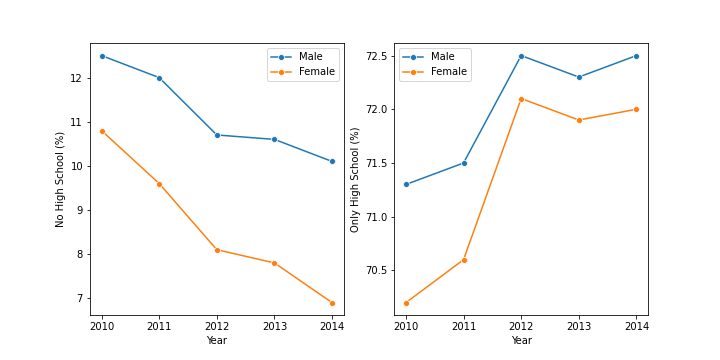 No High School (%)
12
11
10
9
8
7
Male
Female
2010 2011 2012 2013 2014
Year
Only High School (%)
72.5
72.0
71.5
71.0
70.5
Male
Female
2010 2011 2012 2013 2014
Year